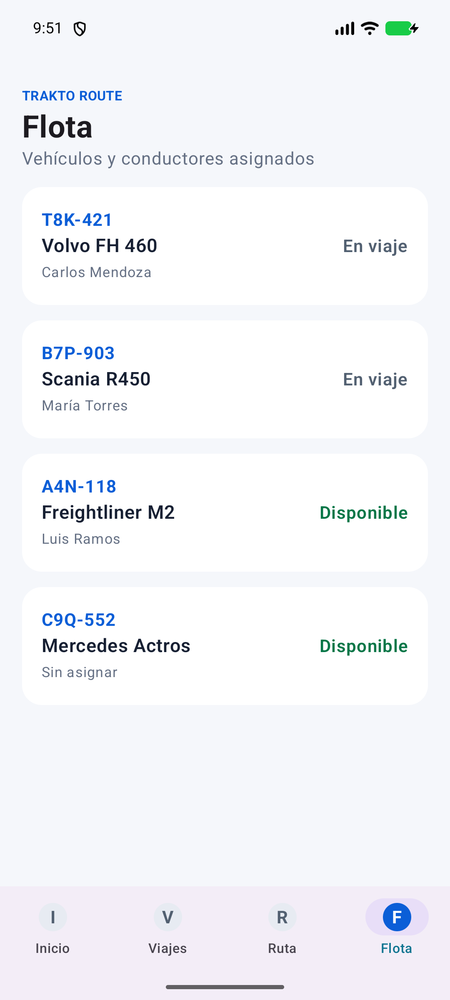 9:51
TRAKTO ROUTE
Flota
Vehículos y conductores asignados
T8K-421
Volvo FH 460
En viaje
Carlos Mendoza
B7P-903
Scania R450
En viaje
María Torres
A4N-118
Freightliner M2
Disponible
Luis Ramos
C9Q-552
Mercedes Actros
Disponible
Sin asignar
I V R F
Inicio Viajes Ruta Flota